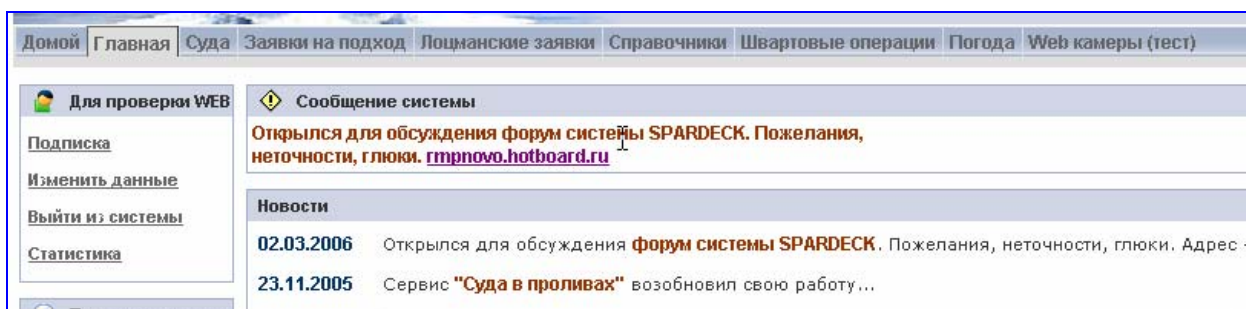 Домой Главная Суда Заявки на подход Лоцманские заявки Справочники Швартовые операции Погода Web камеры (тест)
Для проверки WEB
Подписка
Изменить данные
Выйти из системы
Статистика
Сообщение системы
Открылся для обсуждения форум системы SPARDECK. Пожелания,
неточности, глюки. rmpnovo.hotboard.ru
Новости
02.03.2006 Открылся для обсуждения форум системы SPARDECK. Пожелания, неточности, глюки. Адрес -
23.11.2005 Сервис "Суда в проливах" возобновил свою работу...